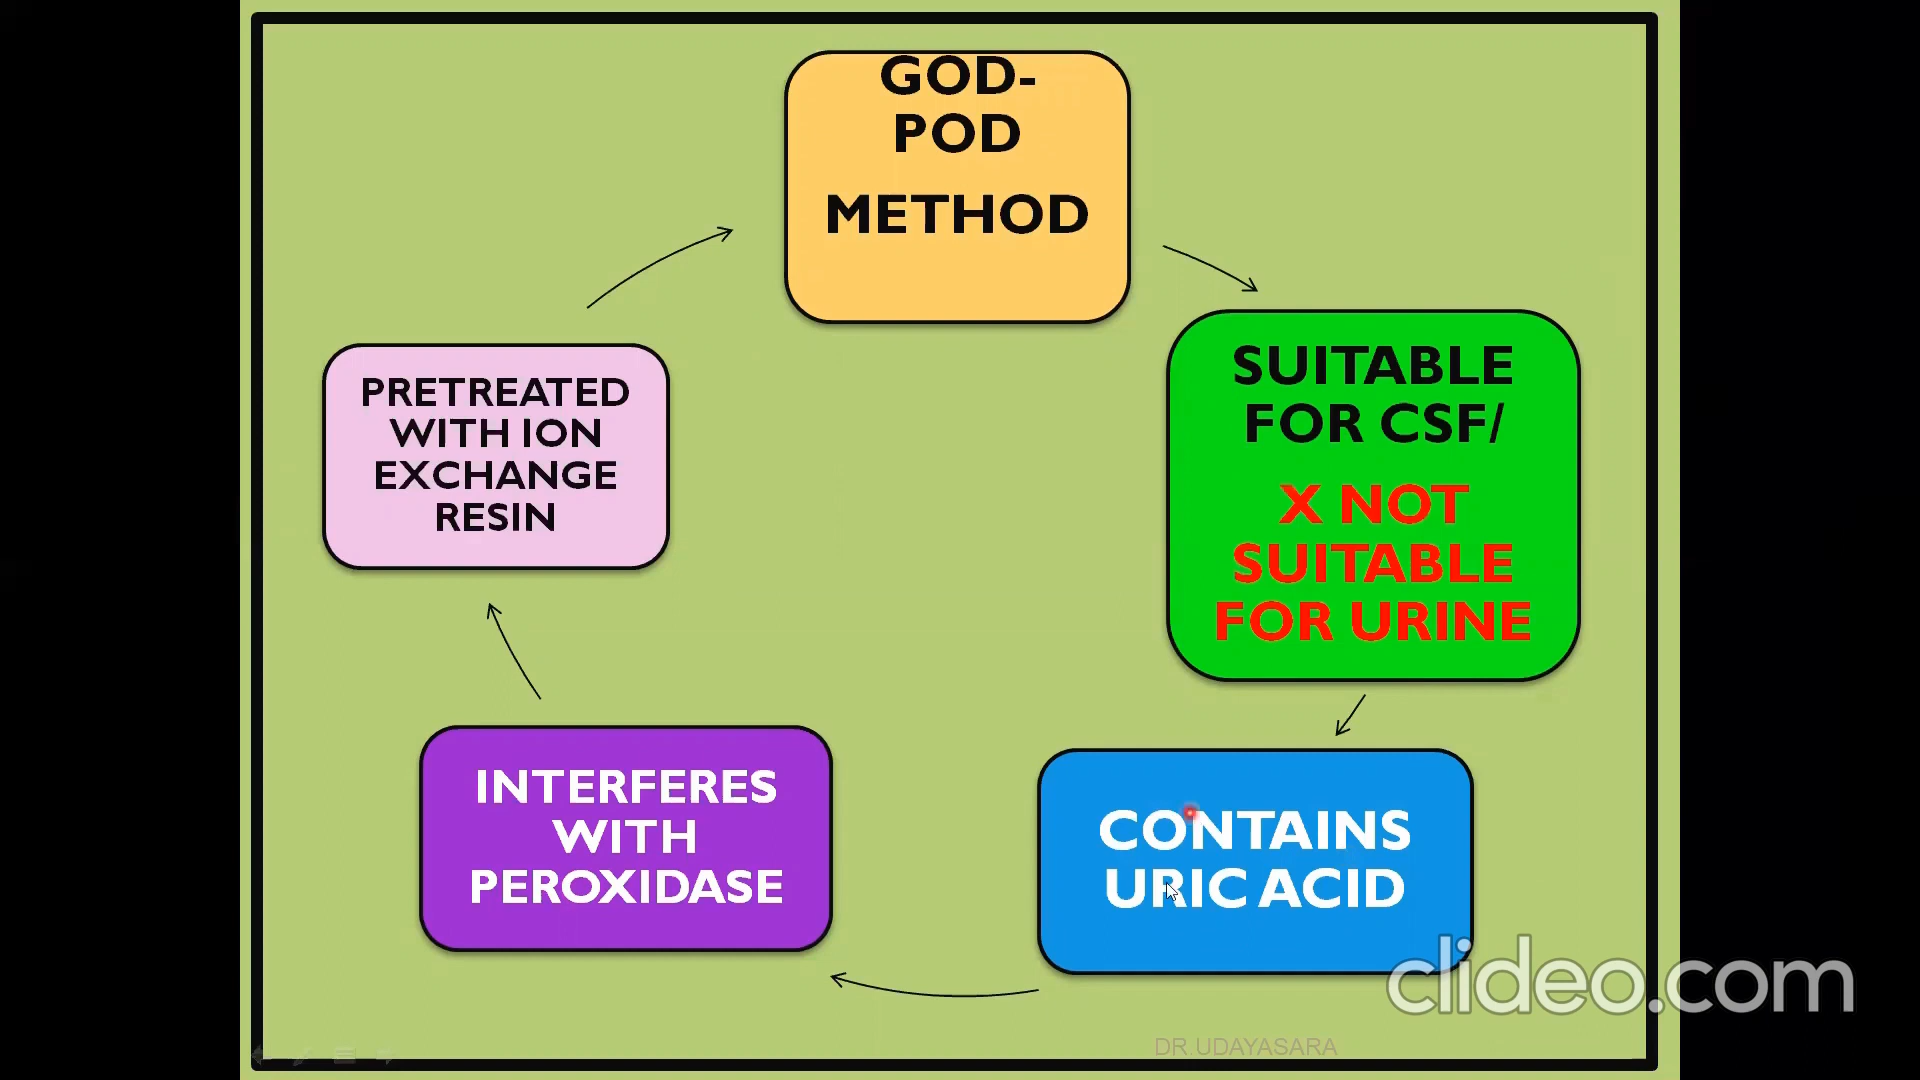 GOD-
POD
METHOD
SUITABLE
FOR CSF/
X NOT
SUITABLE
FOR URINE
CONTAINS
URIC ACID
INTERFERES
WITH
PEROXIDASE
PRETREATED
WITH ION
EXCHANGE
RESIN
clideo.com
DR.UDAYASARA